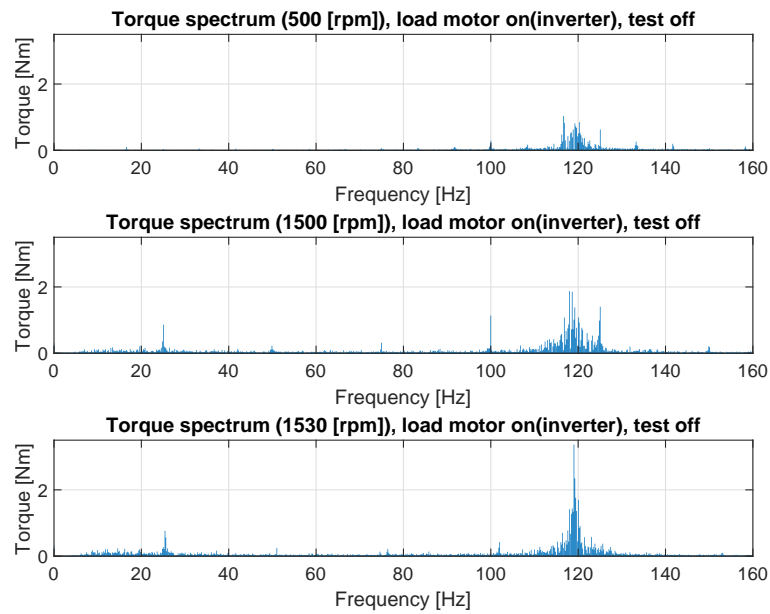 Torque spectrum (500 [rpm]), load motor on(inverter), test off
Torque [Nm]
2
0
0 20 40 60 80 100 120 140 160
Frequency [Hz]
Torque spectrum (1500 [rpm]), load motor on(inverter), test off
Torque [Nm]
2
0
0 20 40 60 80 100 120 140 160
Frequency [Hz]
Torque spectrum (1530 [rpm]), load motor on(inverter), test off
Torque [Nm]
2
0
0 20 40 60 80 100 120 140 160
Frequency [Hz]